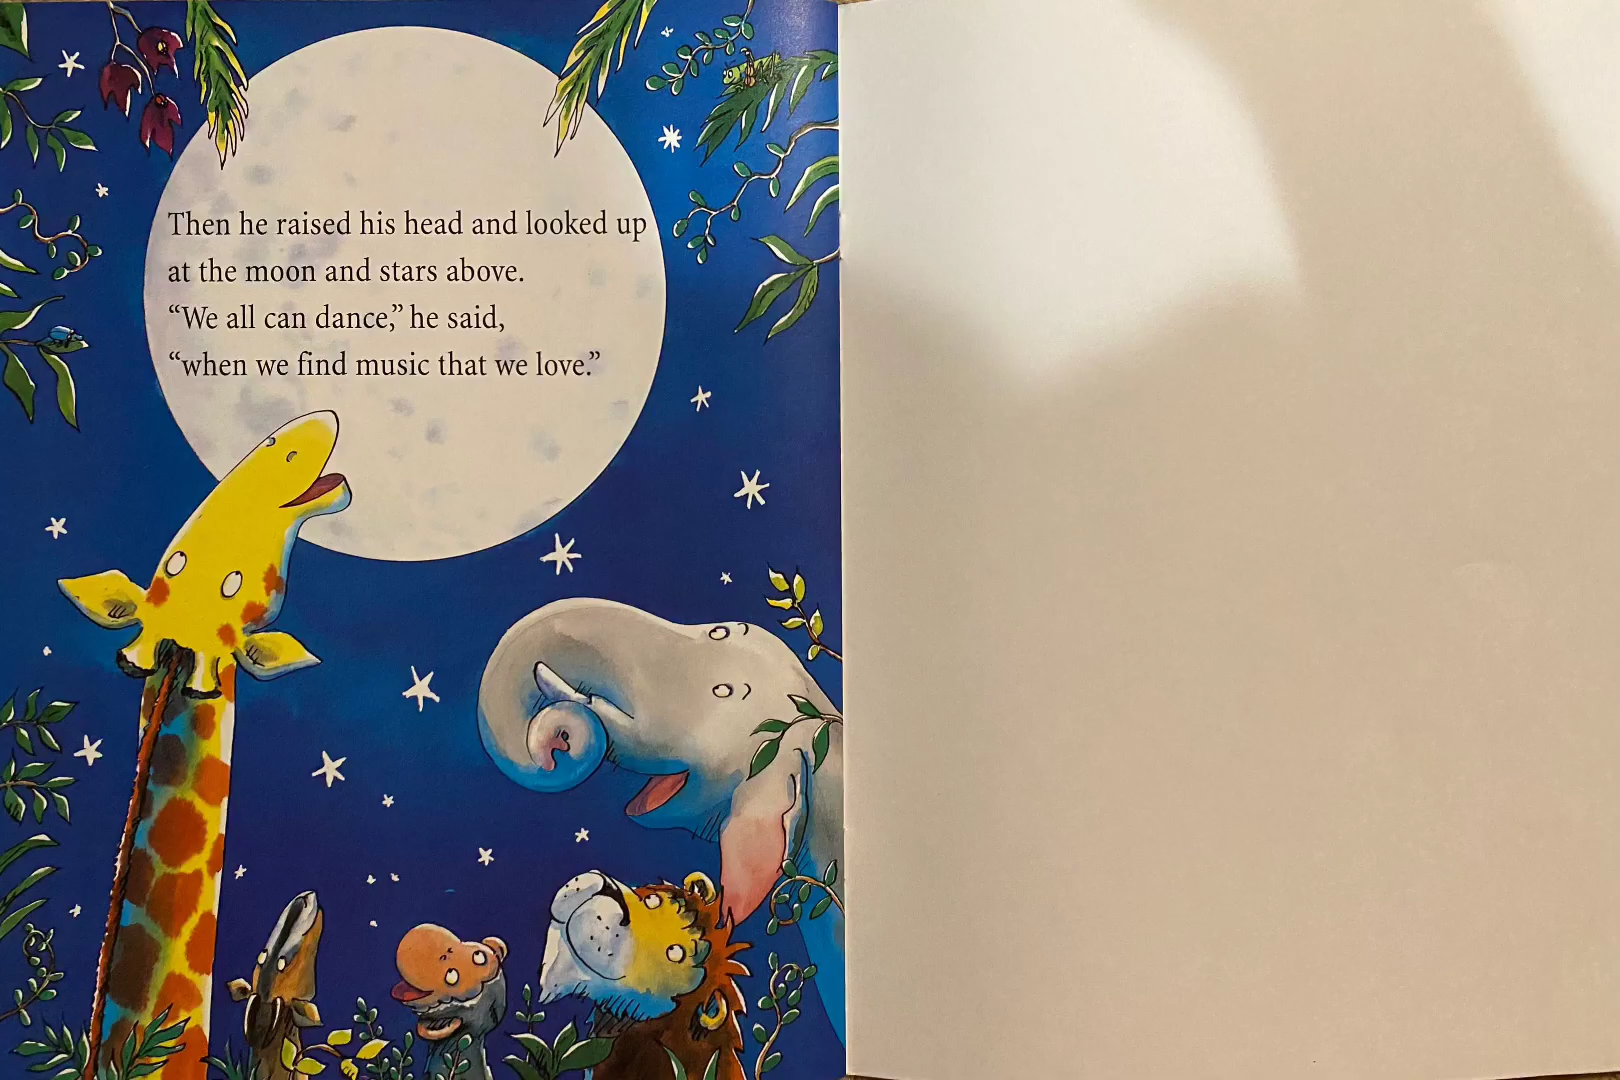 Then he raised his head and looked up
at the moon and stars above.
“We all can dance,” he said,
“when we find music that we love.”